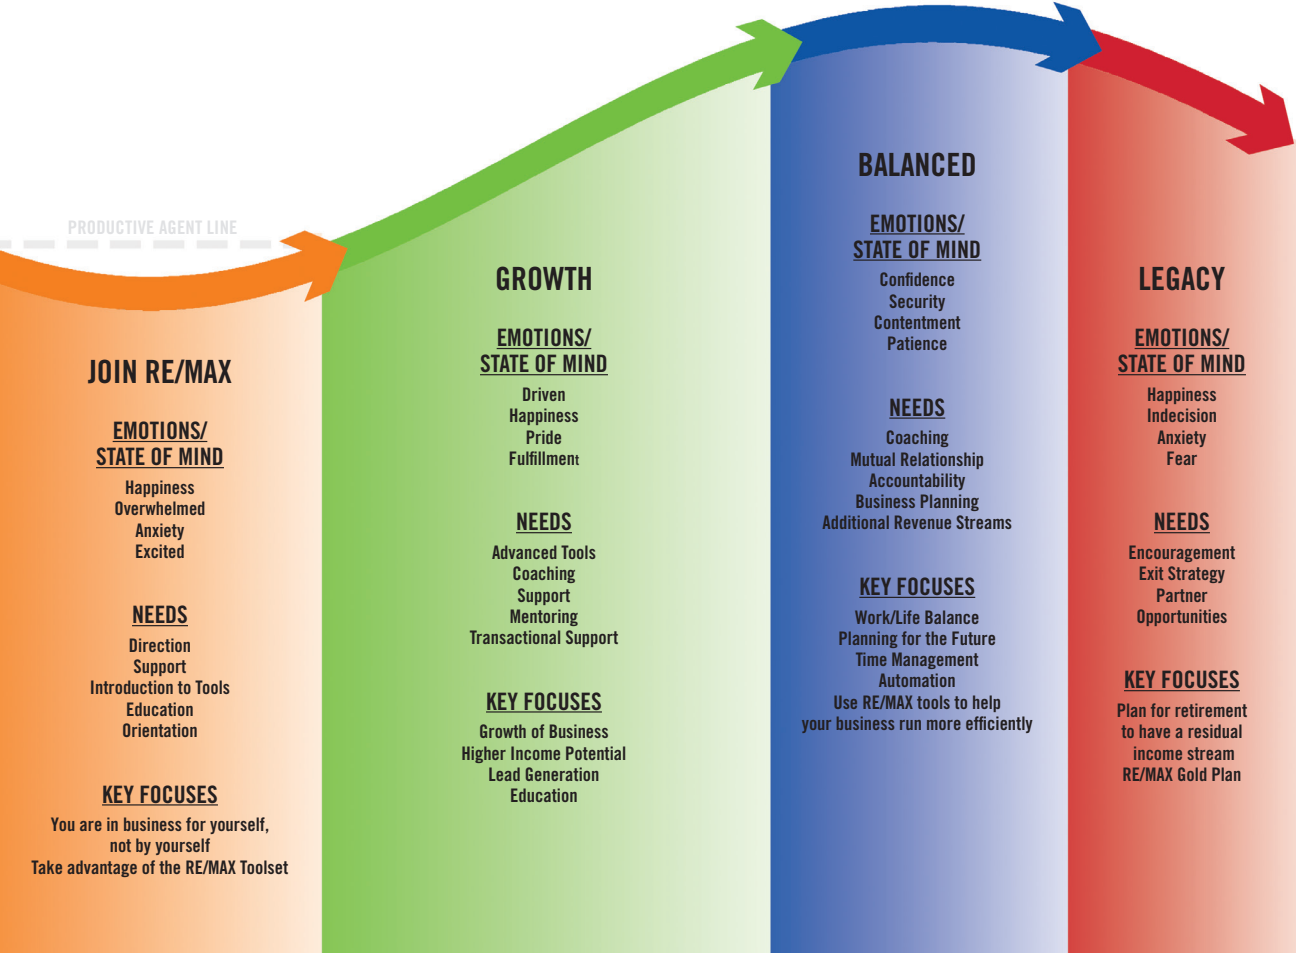 PRODUCTIVE AGENT LINE
JOIN RE/MAX
EMOTIONS/
STATE OF MIND
Happiness
Overwhelmed
Anxiety
Excited
NEEDS
Direction
Support
Introduction to Tools
Education
Orientation
KEY FOCUSES
You are in business for yourself,
not by yourself
Take advantage of the RE/MAX Toolset
GROWTH
EMOTIONS/
STATE OF MIND
Driven
Happiness
Pride
Fulfillment
NEEDS
Advanced Tools
Coaching
Support
Mentoring
Transactional Support
KEY FOCUSES
Growth of Business
Higher Income Potential
Lead Generation
Education
BALANCED
EMOTIONS/
STATE OF MIND
Confidence
Security
Contentment
Patience
NEEDS
Coaching
Mutual Relationship
Accountability
Business Planning
Additional Revenue Streams
KEY FOCUSES
Work/Life Balance
Planning for the Future
Time Management
Automation
Use RE/MAX tools to help
your business run more efficiently
LEGACY
EMOTIONS/
STATE OF MIND
Happiness
Indecision
Anxiety
Fear
NEEDS
Encouragement
Exit Strategy
Partner
Opportunities
KEY FOCUSES
Plan for retirement
to have a residual
income stream
RE/MAX Gold Plan